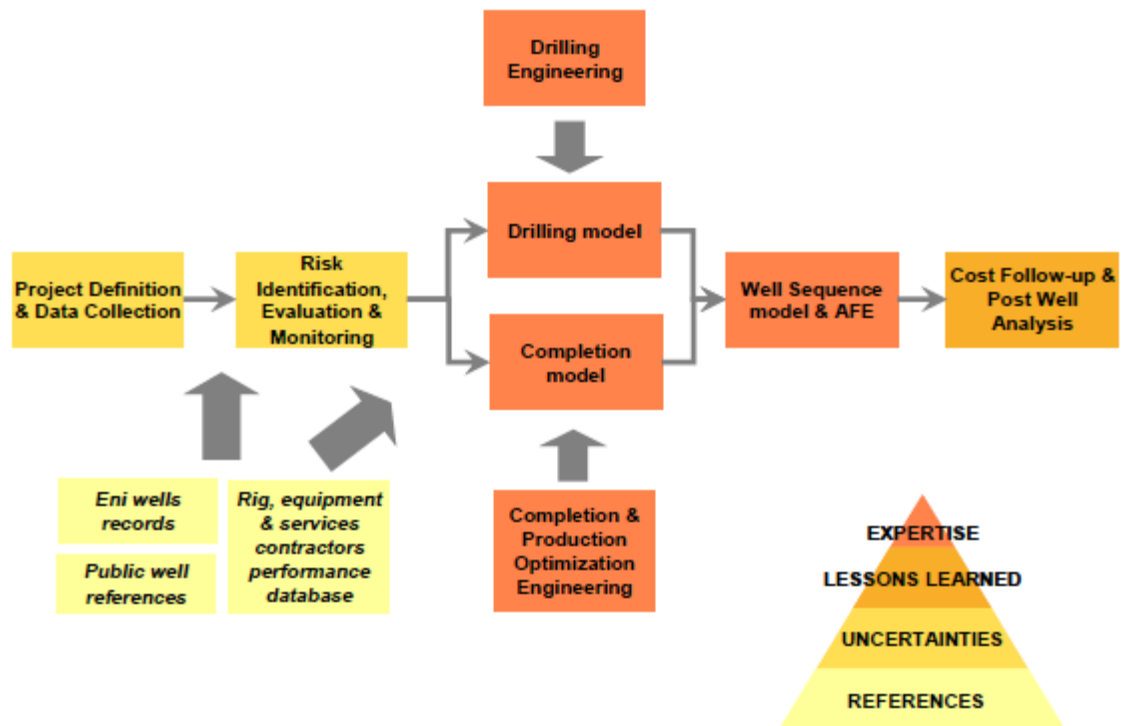 Drilling
Engineering
Drilling model
Project Definition
& Data Collection
Risk
Identification,
Evaluation &
Monitoring
Completion
model
Well Sequence
model & AFE
Cost Follow-up &
Post Well
Analysis
Eni wells
records
Public well
references
Rig, equipment
& services
contractors
performance
database
Completion &
Production
Optimization
Engineering
EXPERTISE
LESSONS LEARNED
UNCERTAINTIES
REFERENCES